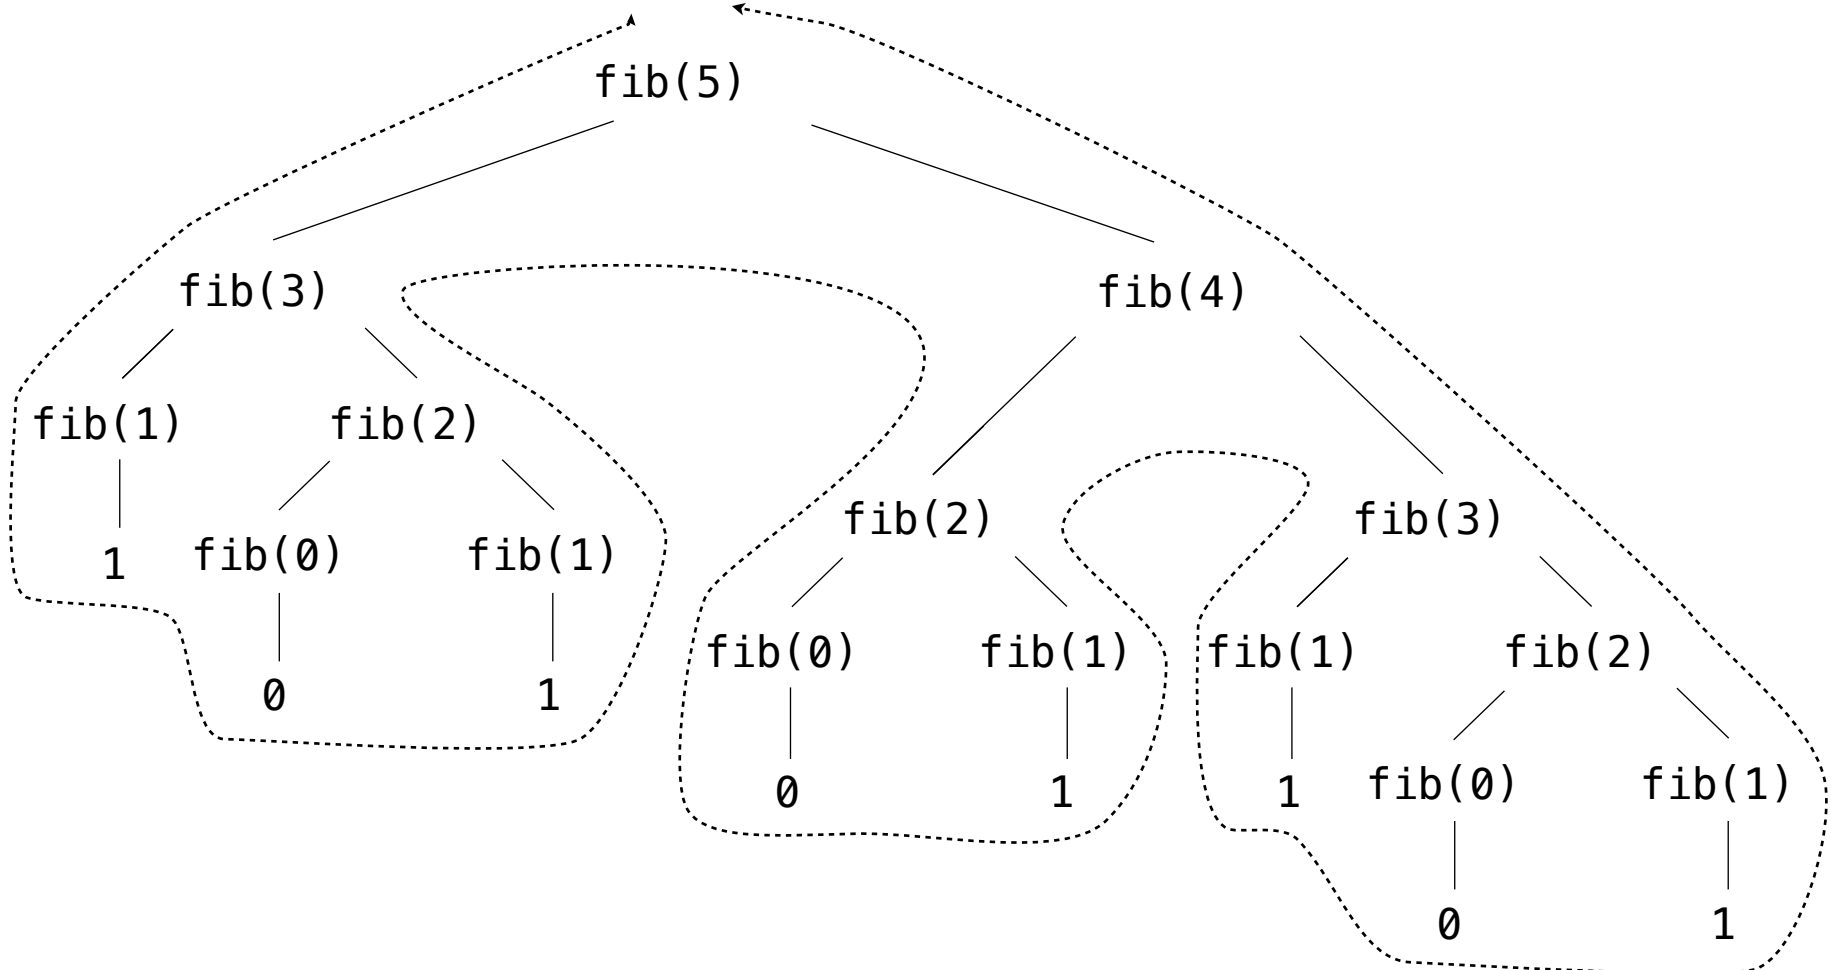 fib(5)
fib(3) fib(4)
fib(1) fib(2)
fib(2) fib(3)
1 fib(0) fib(1)
fib(0) fib(1) fib(1) fib(2)
0 1
0 1 1 fib(0) fib(1)
0 1